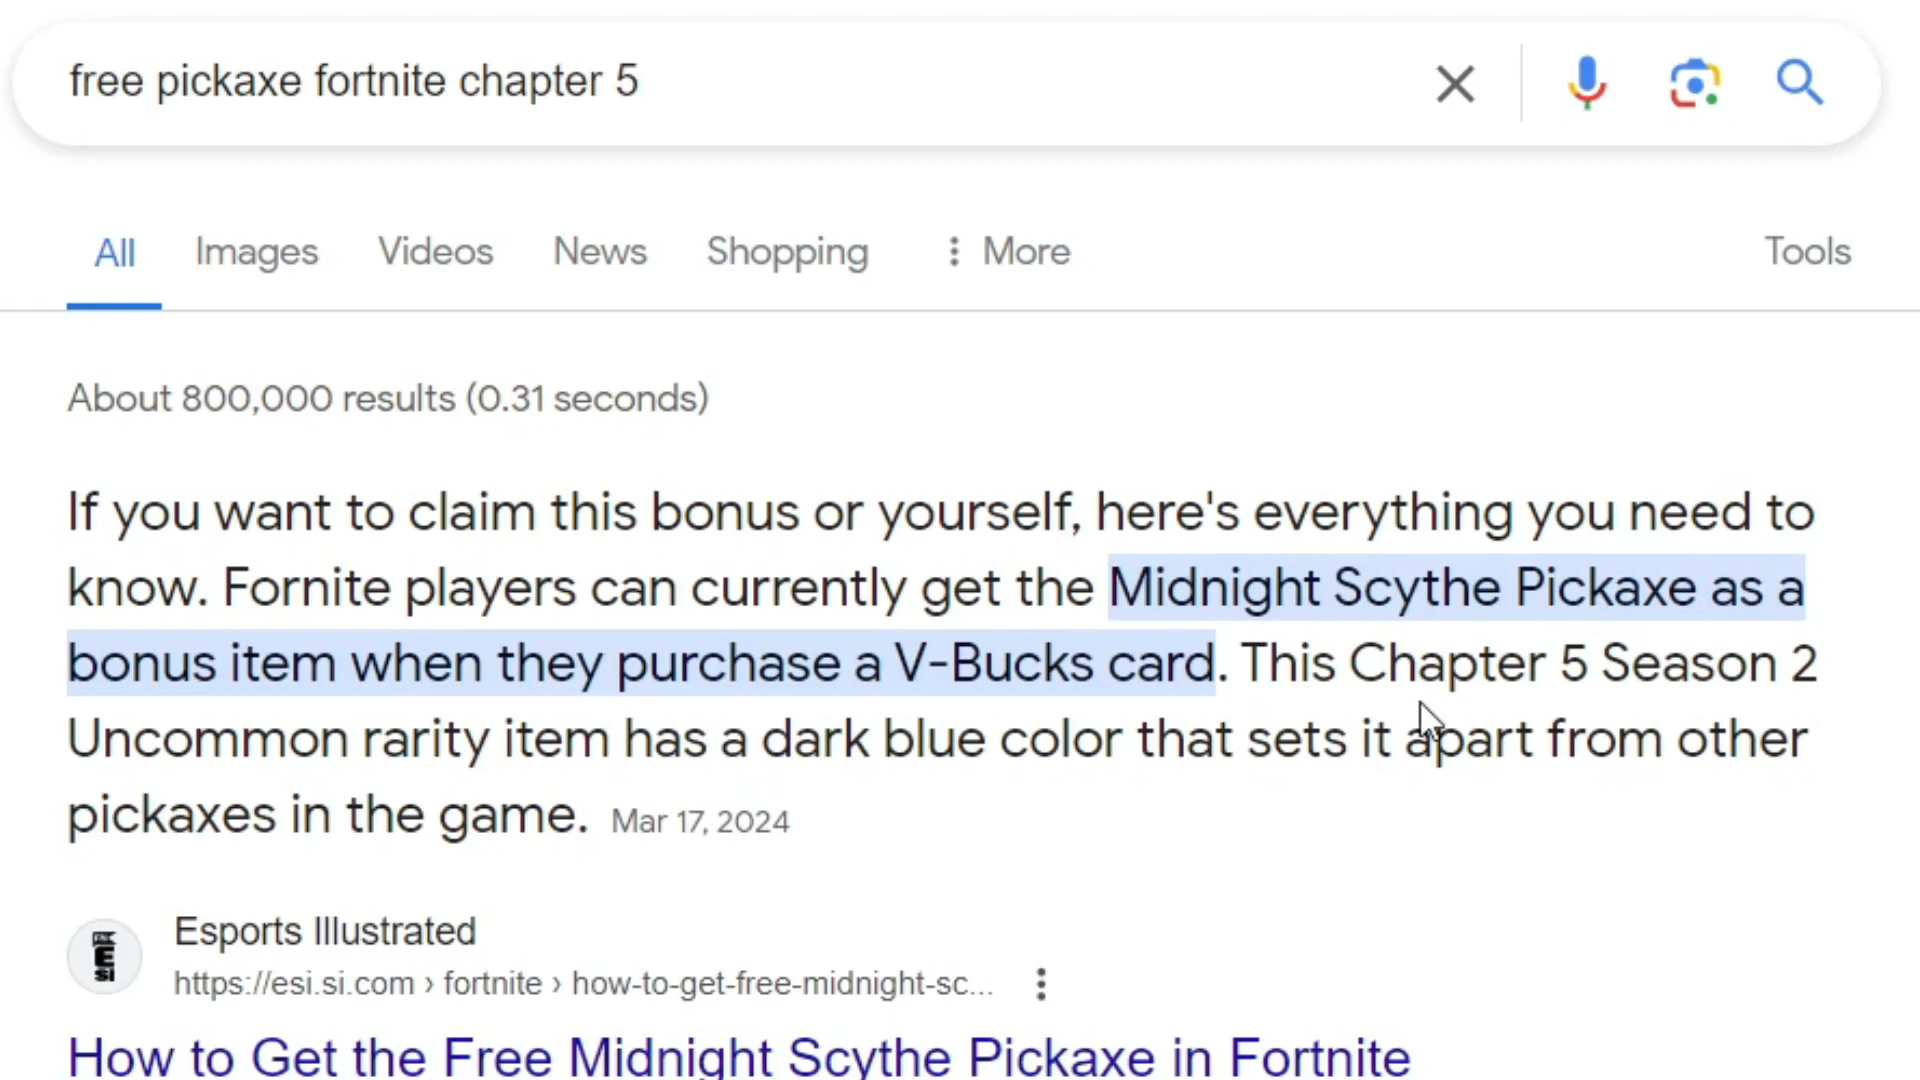 free pickaxe fortnite chapter 5
All Images Videos News Shopping More Tools
About 800,000 results (0.31 seconds)
If you want to claim this bonus or yourself, here's everything you need to
know. Fornite players can currently get the Midnight Scythe Pickaxe as a
bonus item when they purchase a V-Bucks card. This Chapter 5 Season 2
Uncommon rarity item has a dark blue color that sets it apart from other
pickaxes in the game. Mar 17, 2024
E
SI
Esports Illustrated
https://esi.si.com › fortnite › how-to-get-free-midnight-sc...
How to Get the Free Midnight Scythe Pickaxe in Fortnite